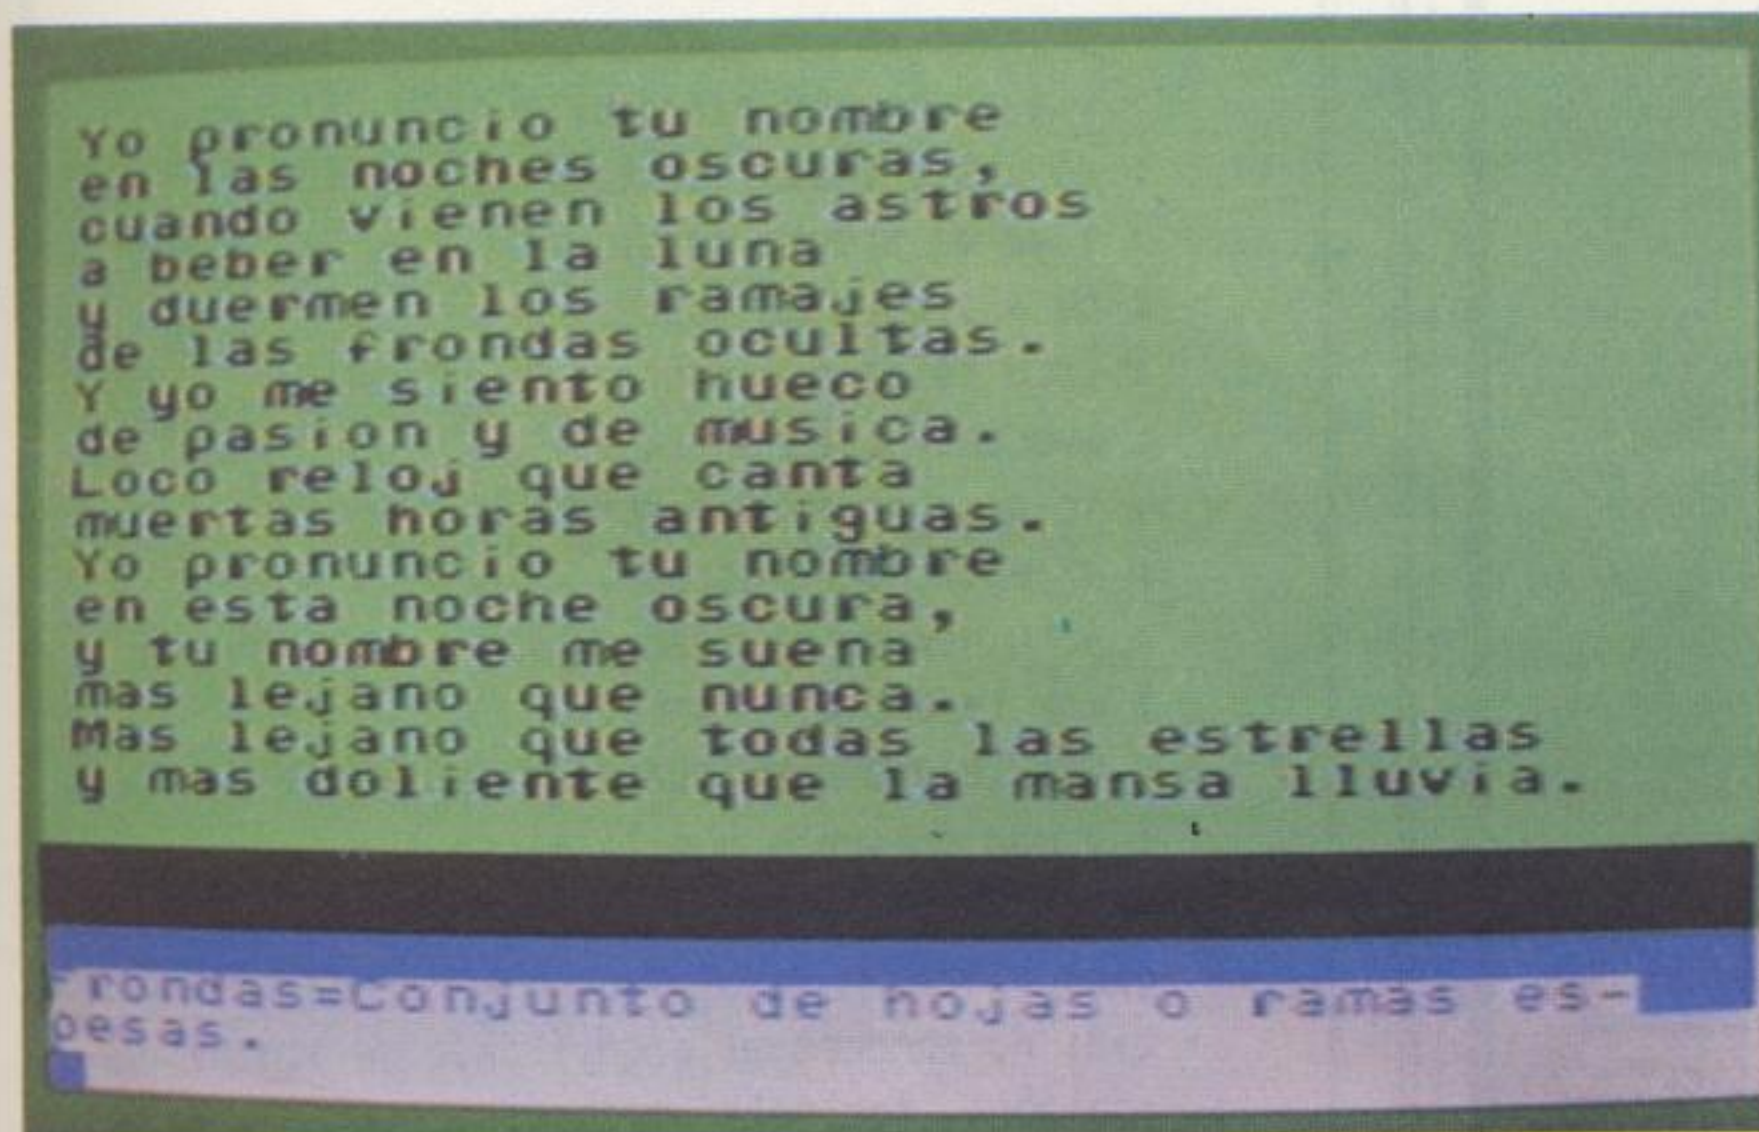 Yo pronuncio tu nombre
en las noches oscuras,
cuando vienen los astros
a beber en la luna
y duermen los ramajes
de las frondas ocultas.
Y yo me siento hueco
de pasion y de musica.
Loco reloj que canta
muertas horas antiguas.
Yo pronuncio tu nombre
en esta noche oscura,
y tu nombre me suena
mas lejano que nunca.
Mas lejano que todas las estrellas
y mas doliente que la mansa lluvia.
Frondas=Conjunto de hojas o ramas es-
pesas.